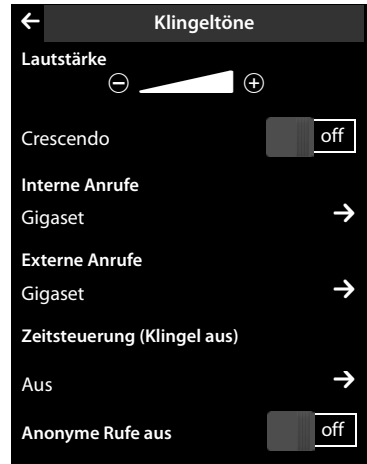 Klingeltöne
Lautstärke
Crescendo off
Interne Anrufe
Gigaset
Externe Anrufe
Gigaset
Zeitsteuerung (Klingel aus)
Aus
Anonyme Rufe aus off